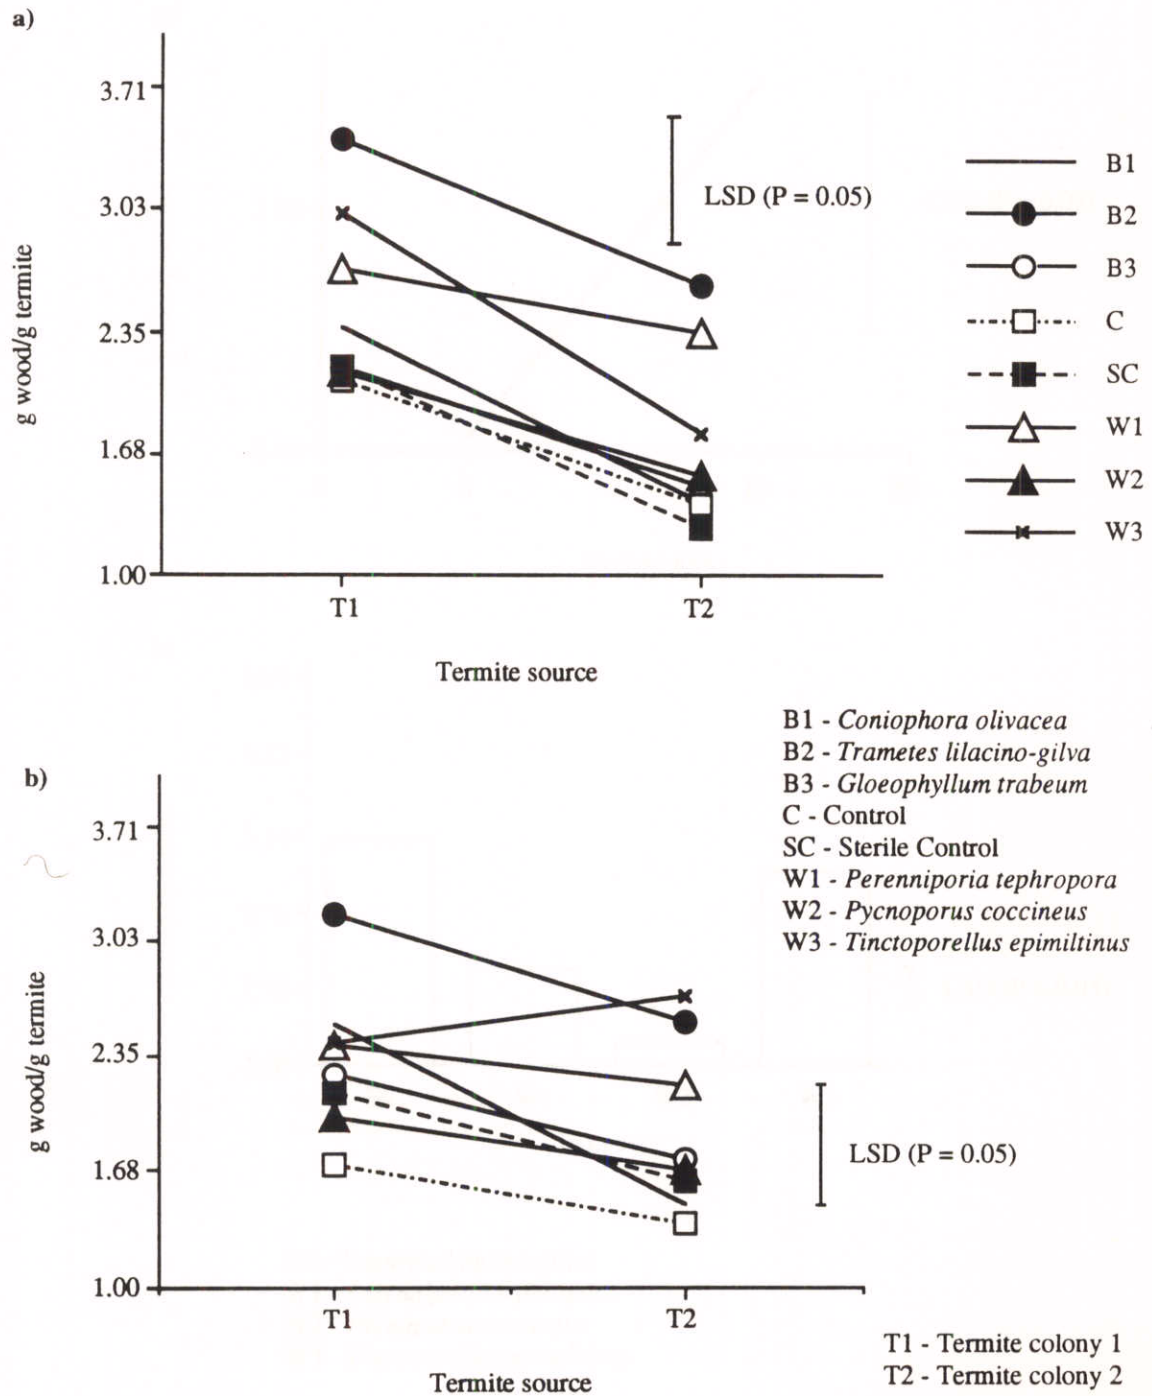 a)
3.71
3.03
2.35
1.68
1.00
g wood/g termite
LSD (P = 0.05)
T1 T2
Termite source
B1
B2
B3
C
SC
W1
W2
W3
B1 - Coniophora olivacea
B2 - Trametes lilacino-gilva
B3 - Gloeophyllum trabeum
C - Control
SC - Sterile Control
W1 - Perenniporia tephropora
W2 - Pycnoporus coccineus
W3 - Tinctoporellus epimiltinus
b)
3.71
3.03
2.35
1.68
1.00
g wood/g termite
LSD (P = 0.05)
T1 T2
Termite source
T1 - Termite colony 1
T2 - Termite colony 2